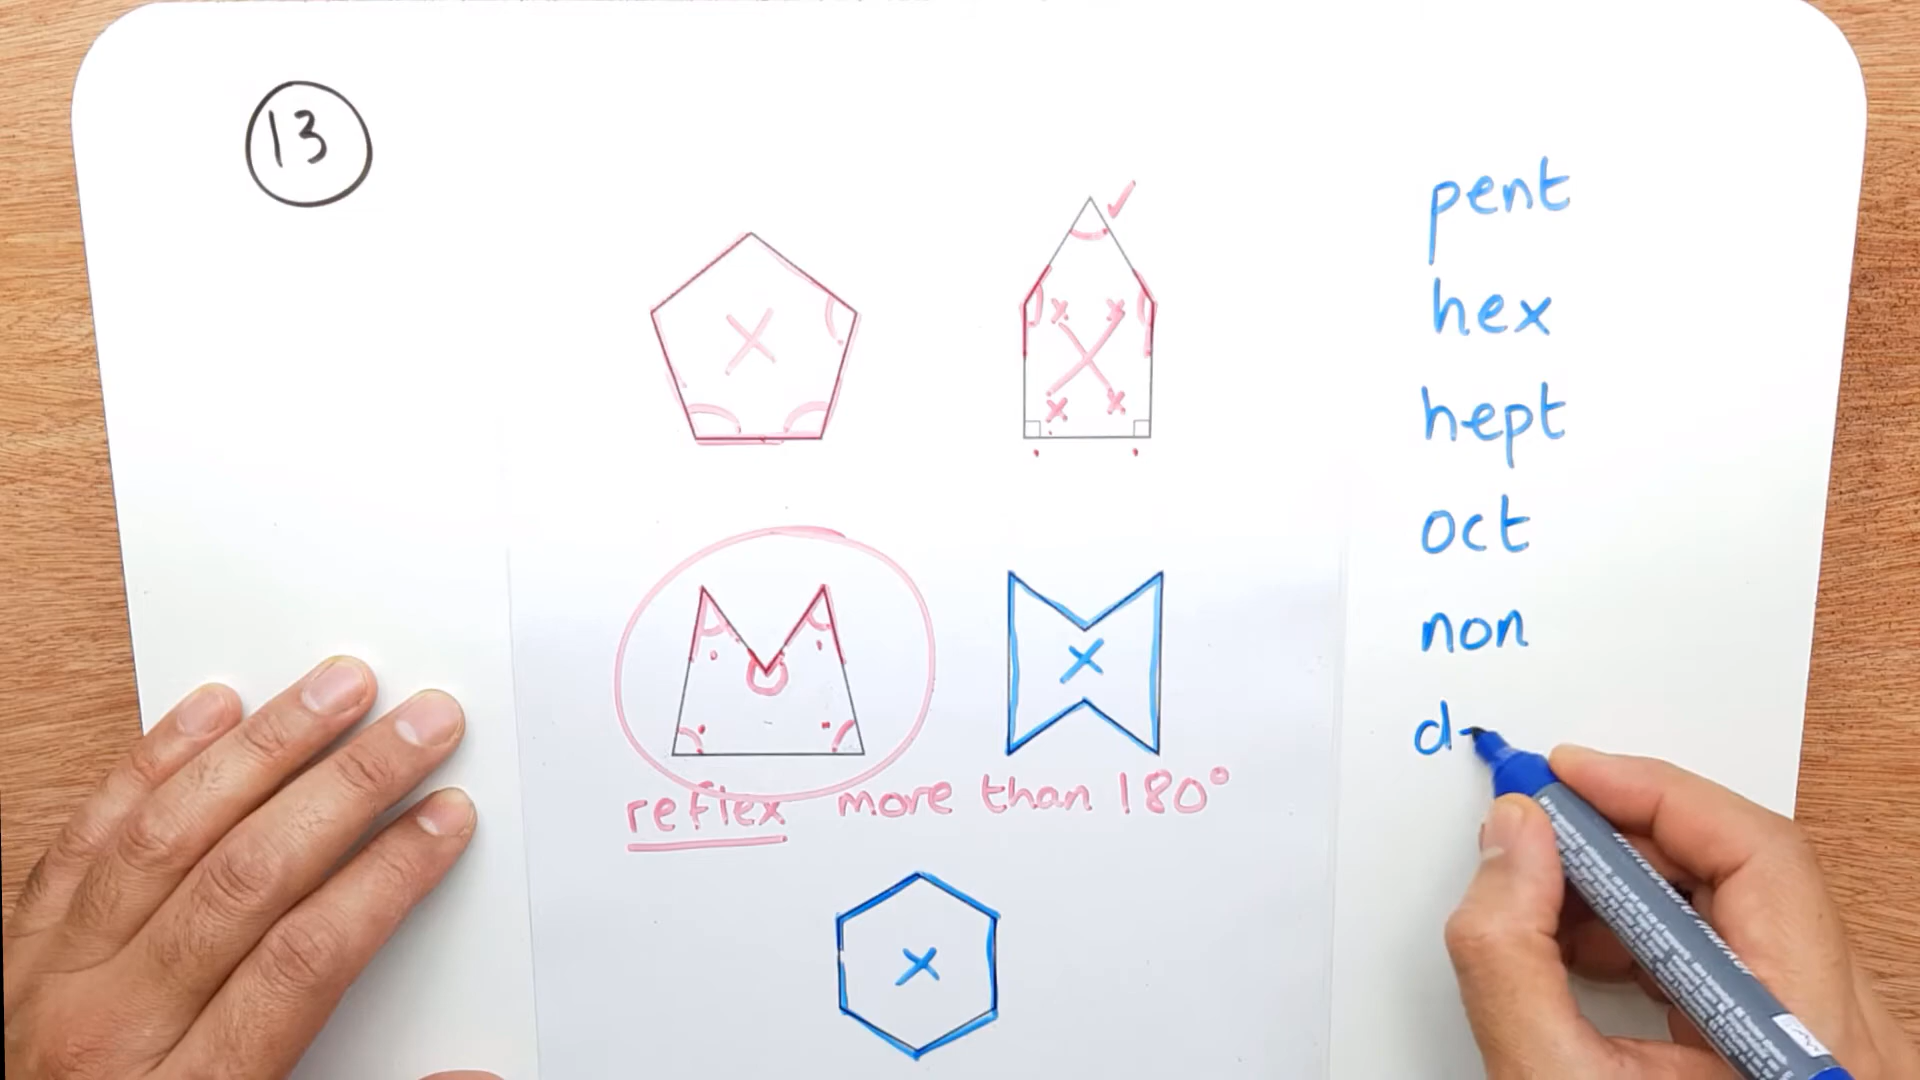 13
pent
hex
hept
oct
non
d
reflex more than 180°